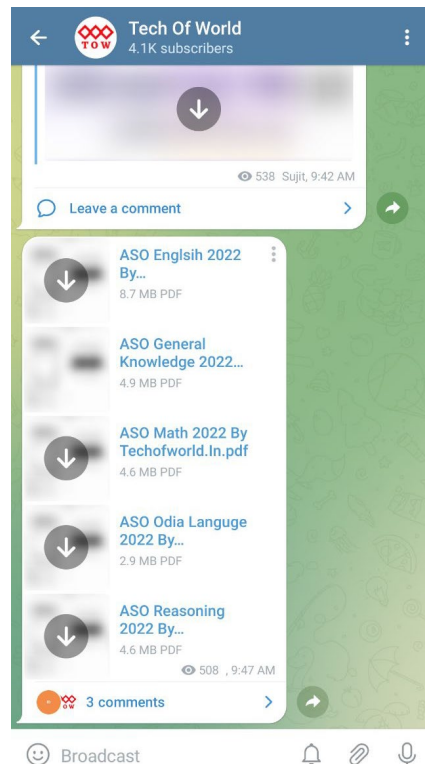 Tech Of World
TOW
4.1K subscribers
538 Sujit, 9:42 AM
Leave a comment
ASO Englsih 2022
By...
8.7 MB PDF
ASO General
Knowledge 2022...
4.9 MB PDF
ASO Math 2022 By
Techofworld.In.pdf
4.6 MB PDF
ASO Odia Languge
2022 By...
2.9 MB PDF
ASO Reasoning
2022 By...
4.6 MB PDF
508 , 9:47 AM
TOW
3 comments
Broadcast